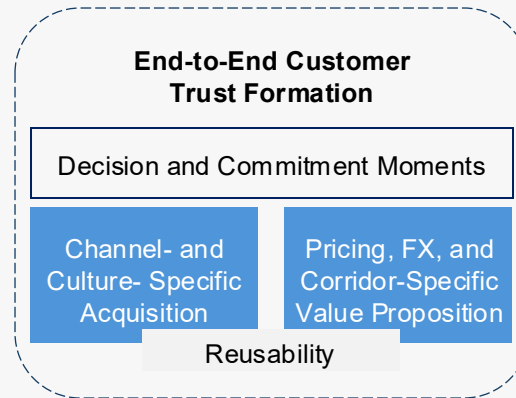 End-to-End Customer
Trust Formation
Decision and Commitment Moments
Channel- and
Culture- Specific
Acquisition
Pricing, FX, and
Corridor-Specific
Value Proposition
Reusability